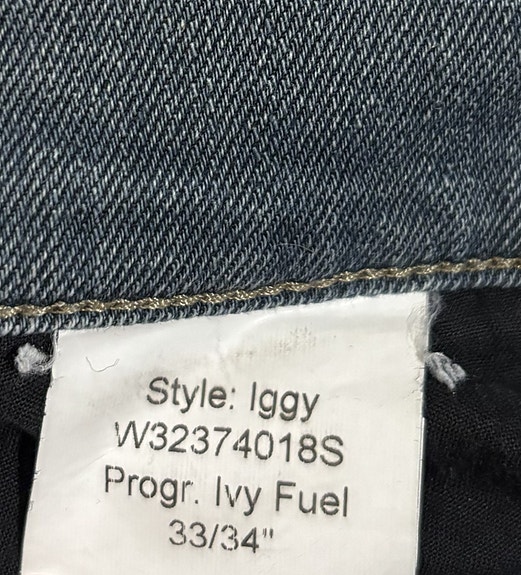 Style: Iggy
W32374018S
Progr. Ivy Fuel
33/34"